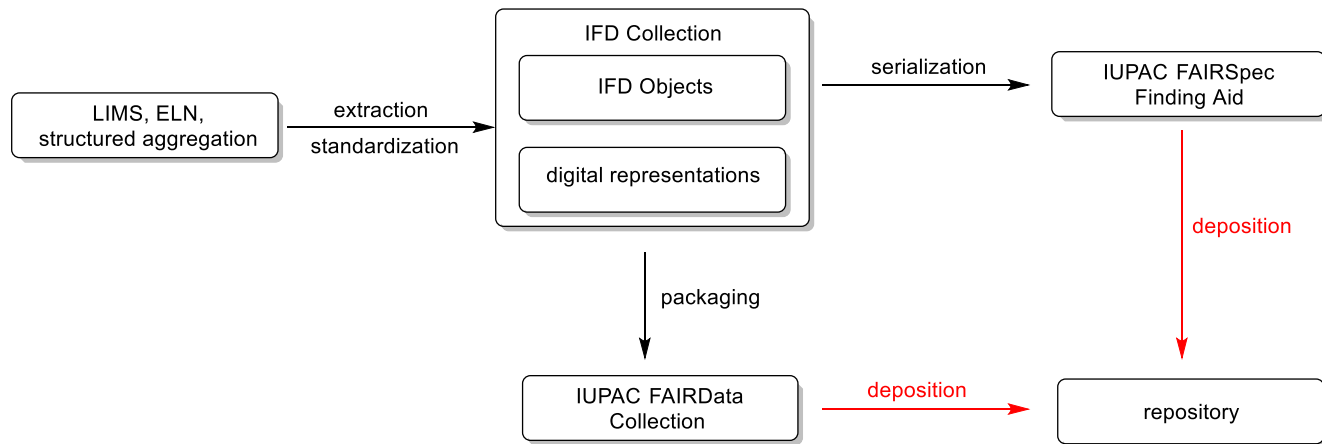 IFD Collection
IFD Objects
digital representations
LIMS, ELN,
structured aggregation
extraction
standardization
serialization
IUPAC FAIRSpec
Finding Aid
deposition
packaging
IUPAC FAIRData
Collection
deposition
repository